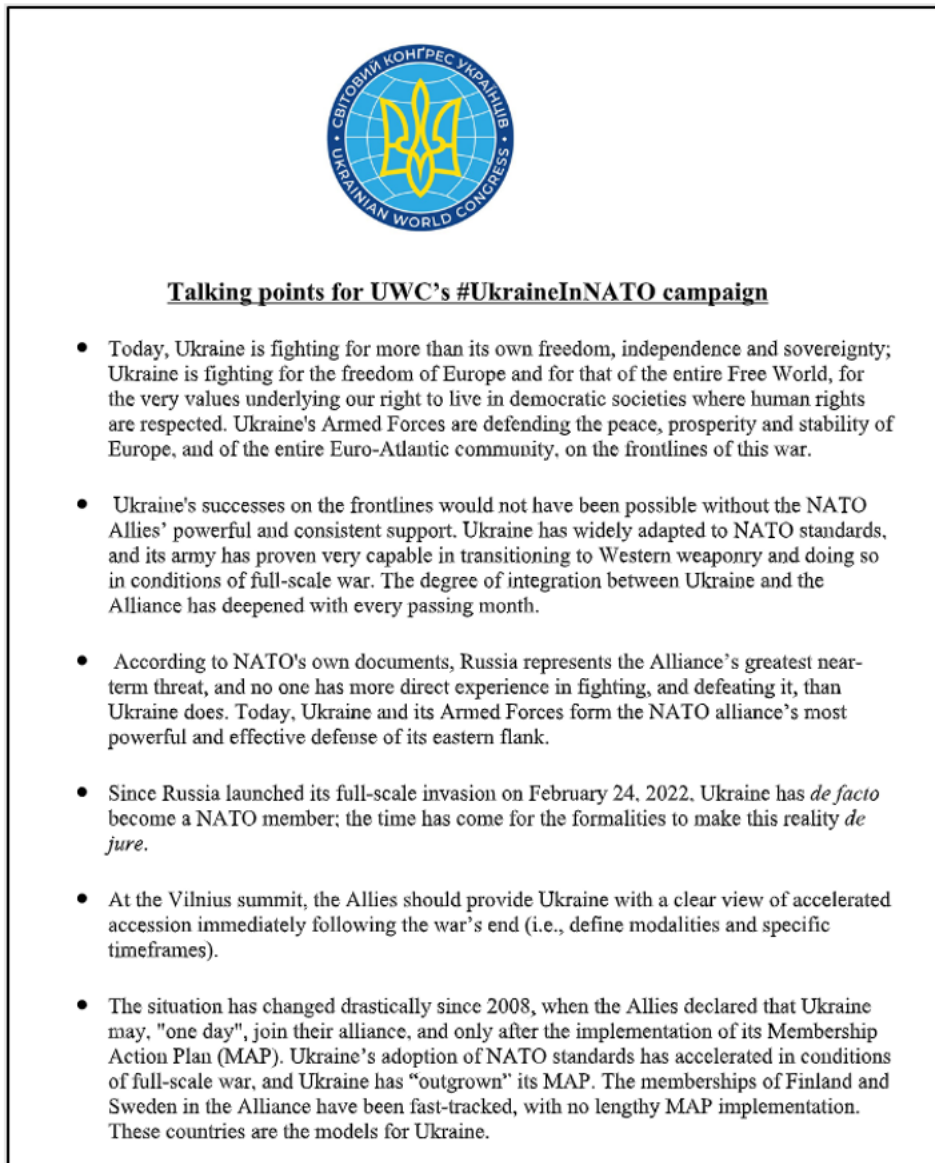 СВІТОВИЙ КОНҐРЕС УКРАЇНЦІВ
UKRAINIAN WORLD CONGRESS
Talking points for UWC's #UkraineInNATO campaign
● Today, Ukraine is fighting for more than its own freedom, independence and sovereignty;
Ukraine is fighting for the freedom of Europe and for that of the entire Free World, for
the very values underlying our right to live in democratic societies where human rights
are respected. Ukraine's Armed Forces are defending the peace, prosperity and stability of
Europe, and of the entire Euro-Atlantic community, on the frontlines of this war.
● Ukraine's successes on the frontlines would not have been possible without the NATO
Allies' powerful and consistent support. Ukraine has widely adapted to NATO standards,
and its army has proven very capable in transitioning to Western weaponry and doing so
in conditions of full-scale war. The degree of integration between Ukraine and the
Alliance has deepened with every passing month.
● According to NATO's own documents, Russia represents the Alliance's greatest near-
term threat, and no one has more direct experience in fighting, and defeating it, than
Ukraine does. Today, Ukraine and its Armed Forces form the NATO alliance's most
powerful and effective defense of its eastern flank.
● Since Russia launched its full-scale invasion on February 24, 2022, Ukraine has de facto
become a NATO member; the time has come for the formalities to make this reality de
jure.
● At the Vilnius summit, the Allies should provide Ukraine with a clear view of accelerated
accession immediately following the war's end (i.e., define modalities and specific
timeframes).
● The situation has changed drastically since 2008, when the Allies declared that Ukraine
may, "one day", join their alliance, and only after the implementation of its Membership
Action Plan (MAP). Ukraine's adoption of NATO standards has accelerated in conditions
of full-scale war, and Ukraine has “outgrown” its MAP. The memberships of Finland and
Sweden in the Alliance have been fast-tracked, with no lengthy MAP implementation.
These countries are the models for Ukraine.